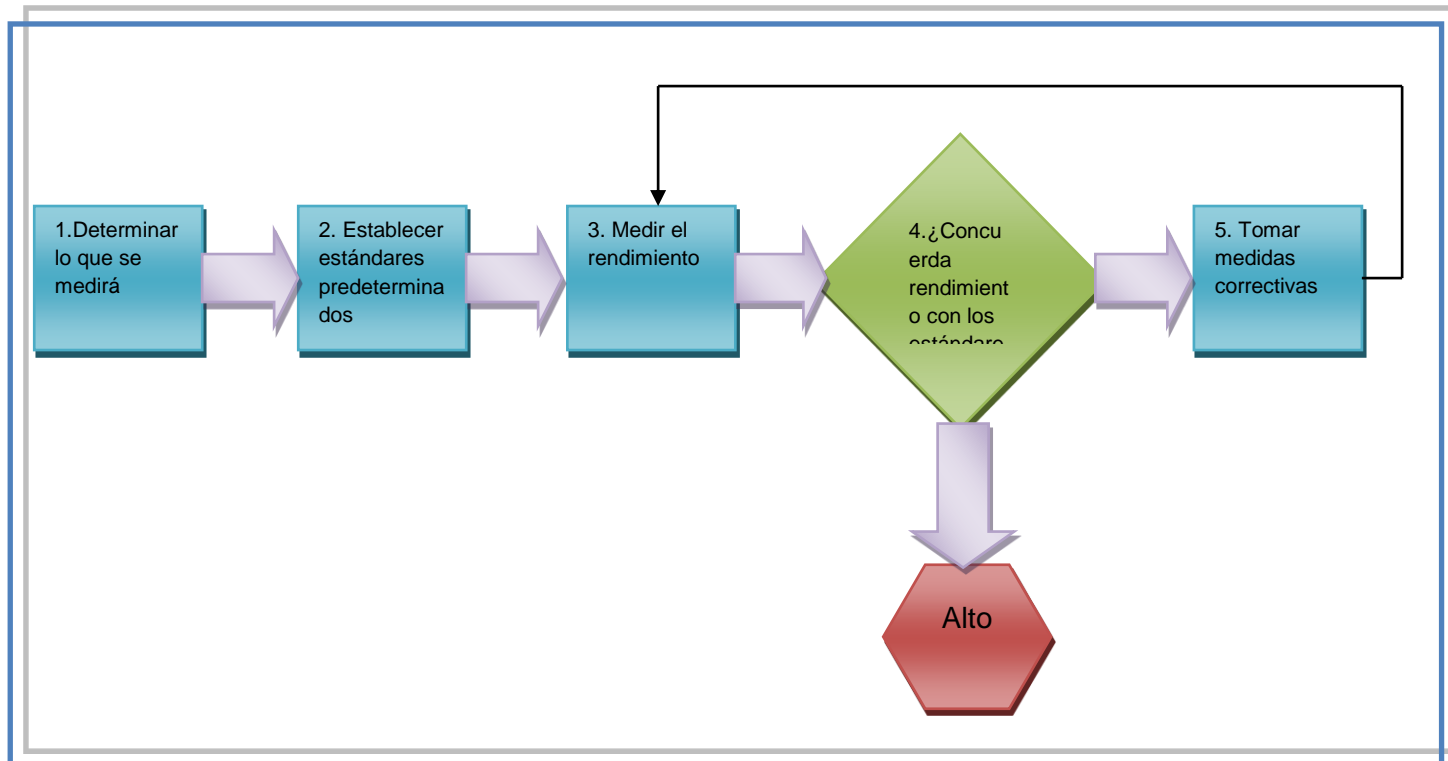 1.Determinar
lo que se
medirá
2. Establecer
estándares
predetermina
dos
3. Medir el
rendimiento
4.¿Concu
erda
rendimient
o con los
estándare
5. Tomar
medidas
correctivas
Alto